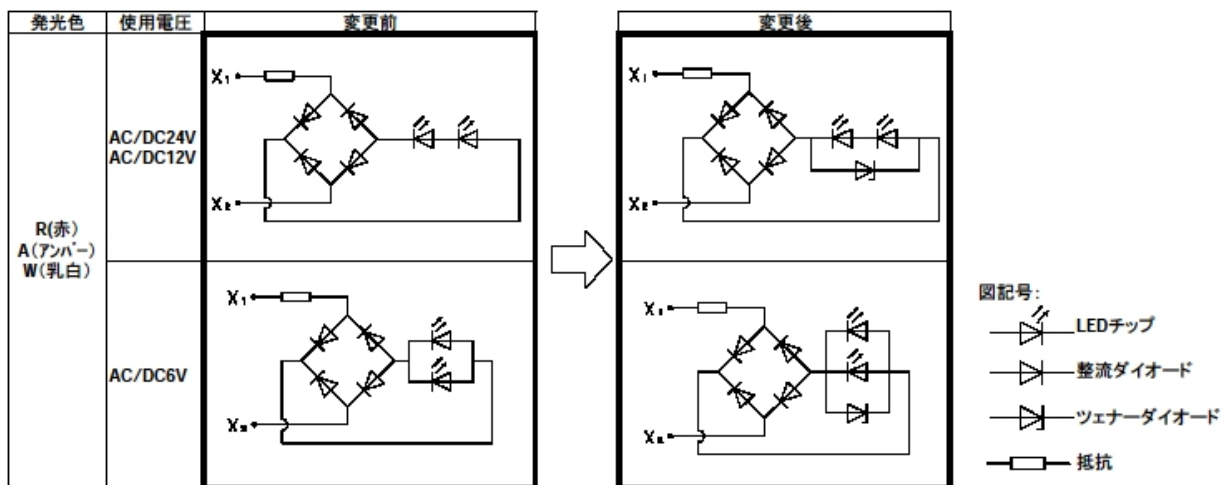 発光色 使用電圧 変更前 変更後
X₁
X₁
AC/DC24V
AC/DC12V
X₂
X₂
R(赤)
A(アンバー)
W(乳白)
X₁
X₁
AC/DC6V
X₂
X₂
図記号:
LEDチップ
整流ダイオード
ツェナーダイオード
抵抗